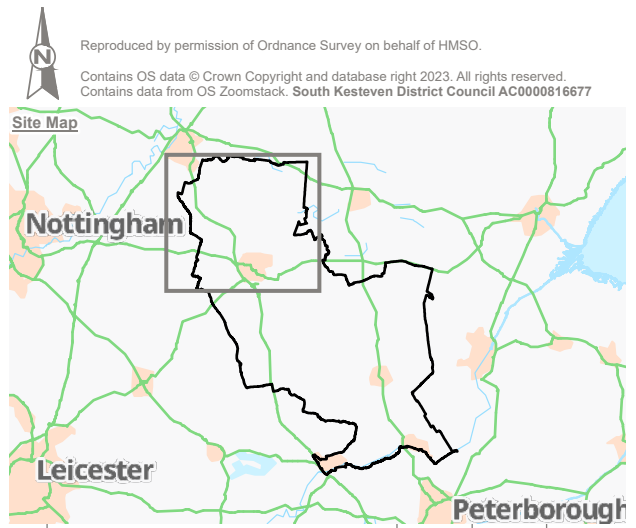 N
Reproduced by permission of Ordnance Survey on behalf of HMSO.
Contains OS data © Crown Copyright and database right 2023. All rights reserved.
Contains data from OS Zoomstack. South Kesteven District Council AC0000816677
Site Map
Nottingham
Leicester
Peterborough